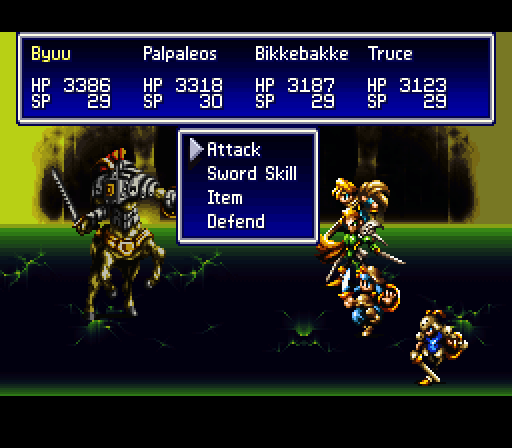 Byuu Palpaleos Bikkebakke Truce
HP 3386 HP 3318 HP 3187 HP 3123
SP 29 SP 30 SP 29 SP 29
Attack
Sword Skill
Item
Defend